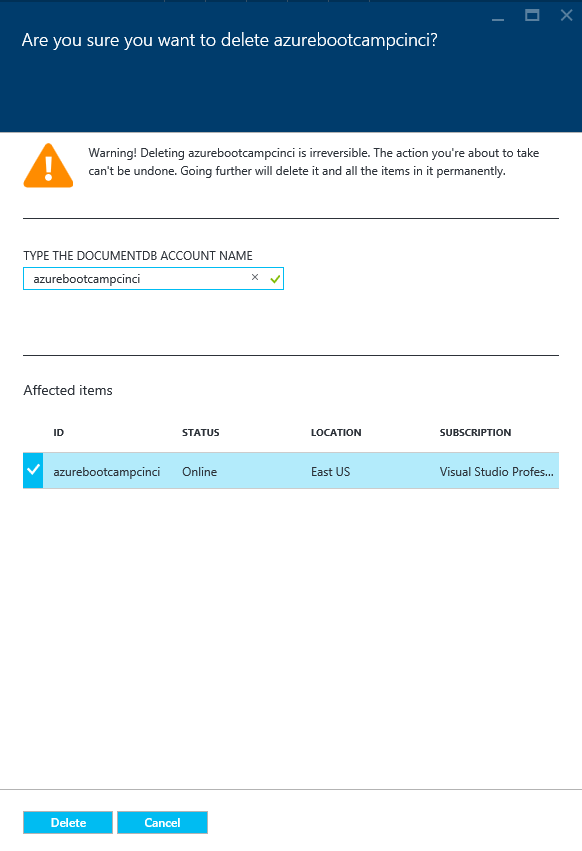 Are you sure you want to delete azurebootcampcinci?
Warning! Deleting azurebootcampcinci is irreversible. The action you're about to take
can't be undone. Going further will delete it and all the items in it permanently.
TYPE THE DOCUMENTDB ACCOUNT NAME
azurebootcampcinci
Affected items
ID STATUS LOCATION SUBSCRIPTION
azurebootcampcinci Online East US Visual Studio Profes...
Delete Cancel